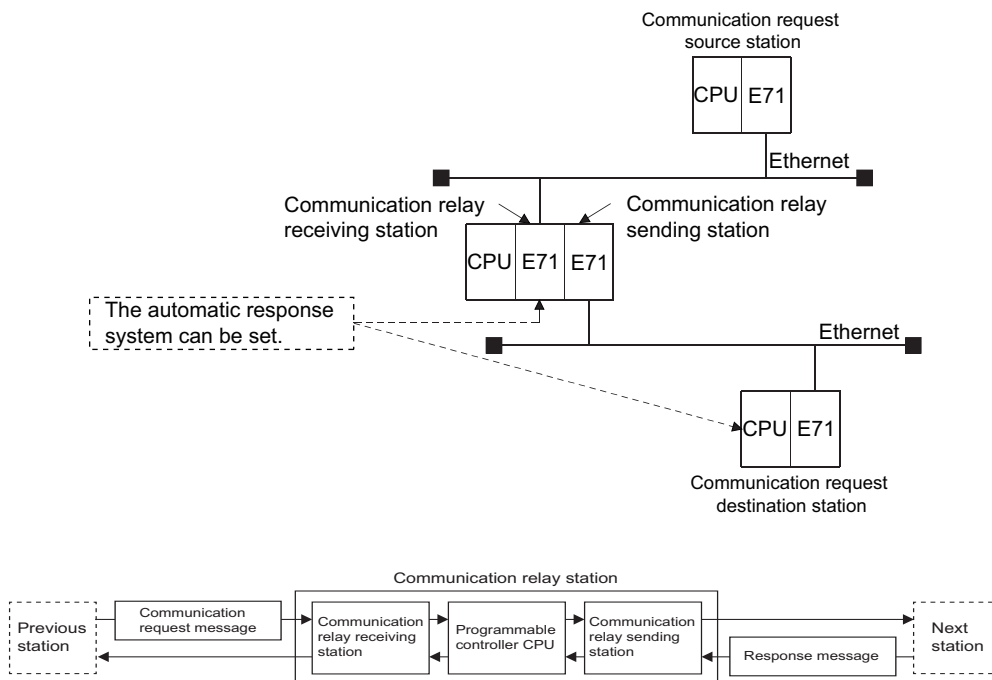 Communication request
source station
CPU E71
Ethernet
Communication relay
receiving station
Communication relay
sending station
CPU E71 E71
The automatic response
system can be set.
Ethernet
CPU E71
Communication request
destination station
Communication relay station
Previous
station
Communication
request message
Communication
relay receiving
station
Programmable
controller CPU
Communication
relay sending
station
Response message
Next
station